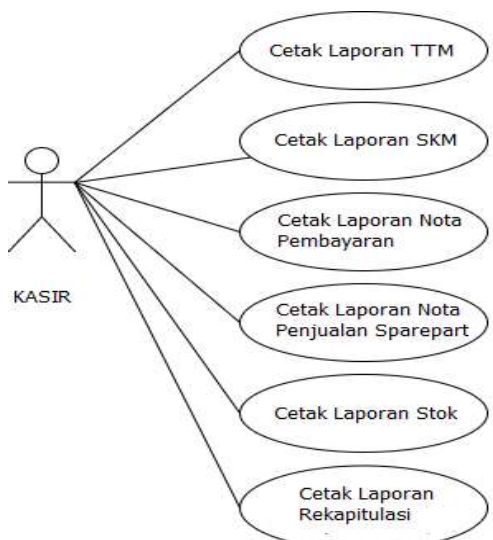 Cetak Laporan TTM
Cetak Laporan SKM
Cetak Laporan Nota
Pembayaran
KASIR
Cetak Laporan Nota
Penjualan Sparepart
Cetak Laporan Stok
Cetak Laporan
Rekapitulasi